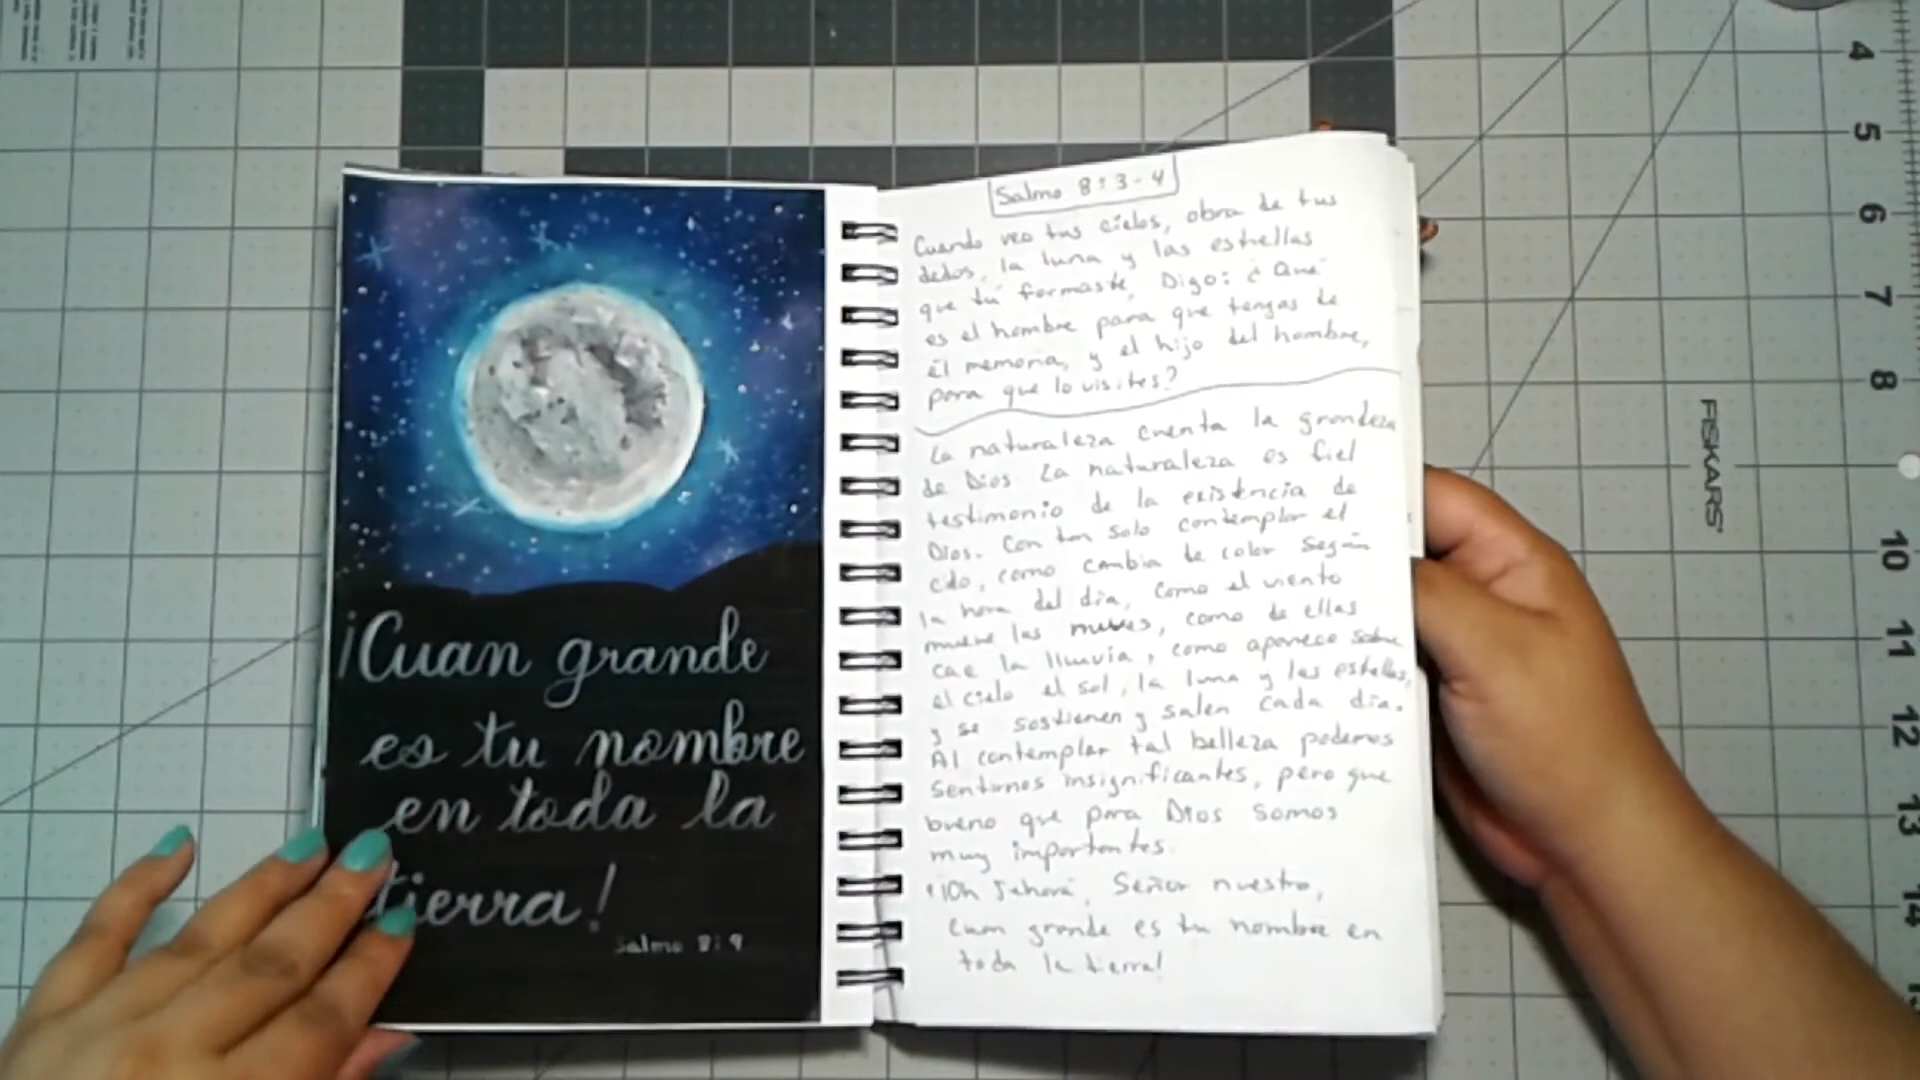 ¡Cuan grande
es tu nombre
en toda la
tierra!
Salmo 8:9
Salmo 8:3-4
Cuando veo tus cielos, obra de tus
dedos, la luna y las estrellas
que tú formaste, Digo: ¿Qué
es el hombre para que tengas de
él memoria, y el hijo del hombre,
para que lo visites?
La naturaleza cuenta la grandeza
de Dios. La naturaleza es fiel
testimonio de la existencia de
Dios. Con tan solo contemplar el
cielo, como cambia de color según
la hora del día, como el viento
mueve las nubes, como de ellas
cae la lluvia, como aparece sobre
el cielo el sol, la luna y las estrellas,
y se sostienen y salen cada día.
Al contemplar tal belleza podemos
sentirnos insignificantes, pero que
bueno que para Dios somos
muy importantes.
¡Oh Jehová, Señor nuestro,
Cuan grande es tu nombre en
toda la tierra!
FISKARS
4
5
6
7
8
10
11
12
13
14